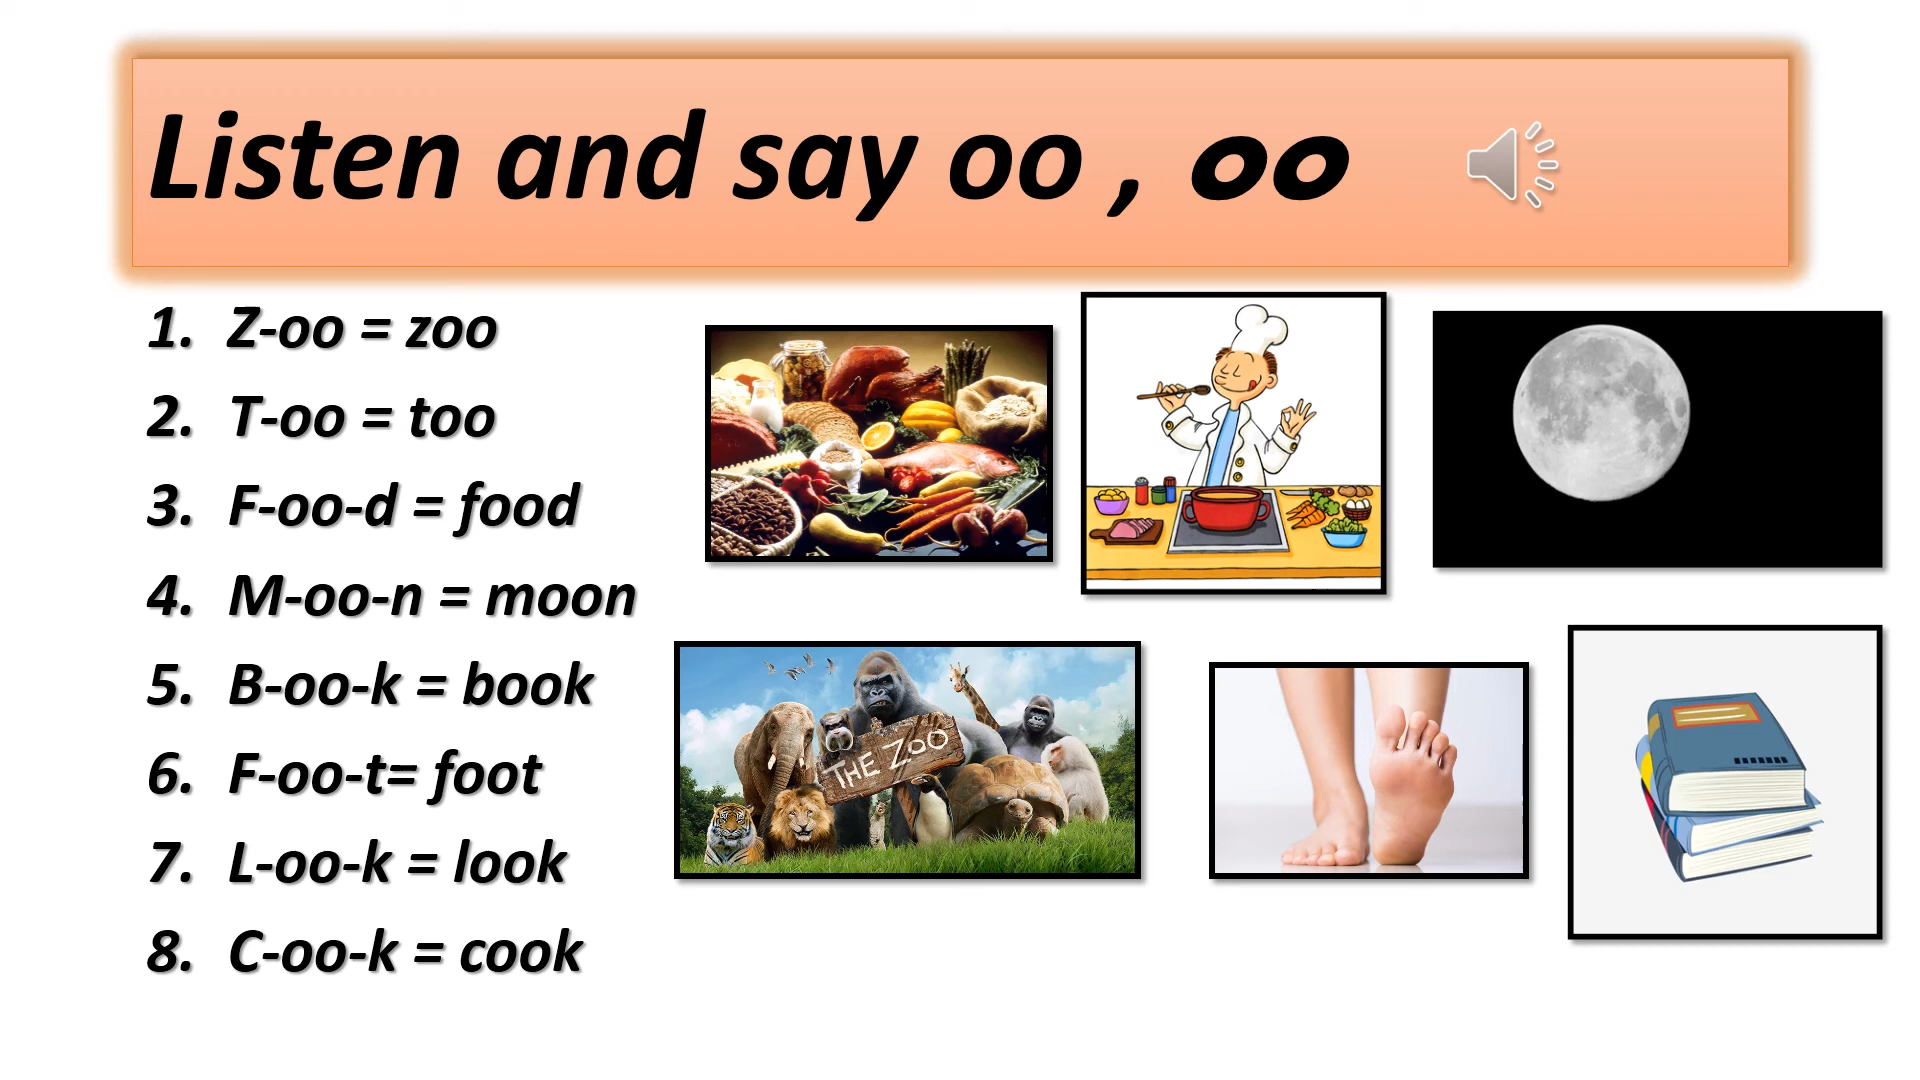 Listen and say oo , oo
1. Z-oo = zoo
2. T-oo = too
3. F-oo-d = food
4. M-oo-n = moon
5. B-oo-k = book
6. F-oo-t= foot
7. L-oo-k = look
8. C-oo-k = cook
THE ZOO